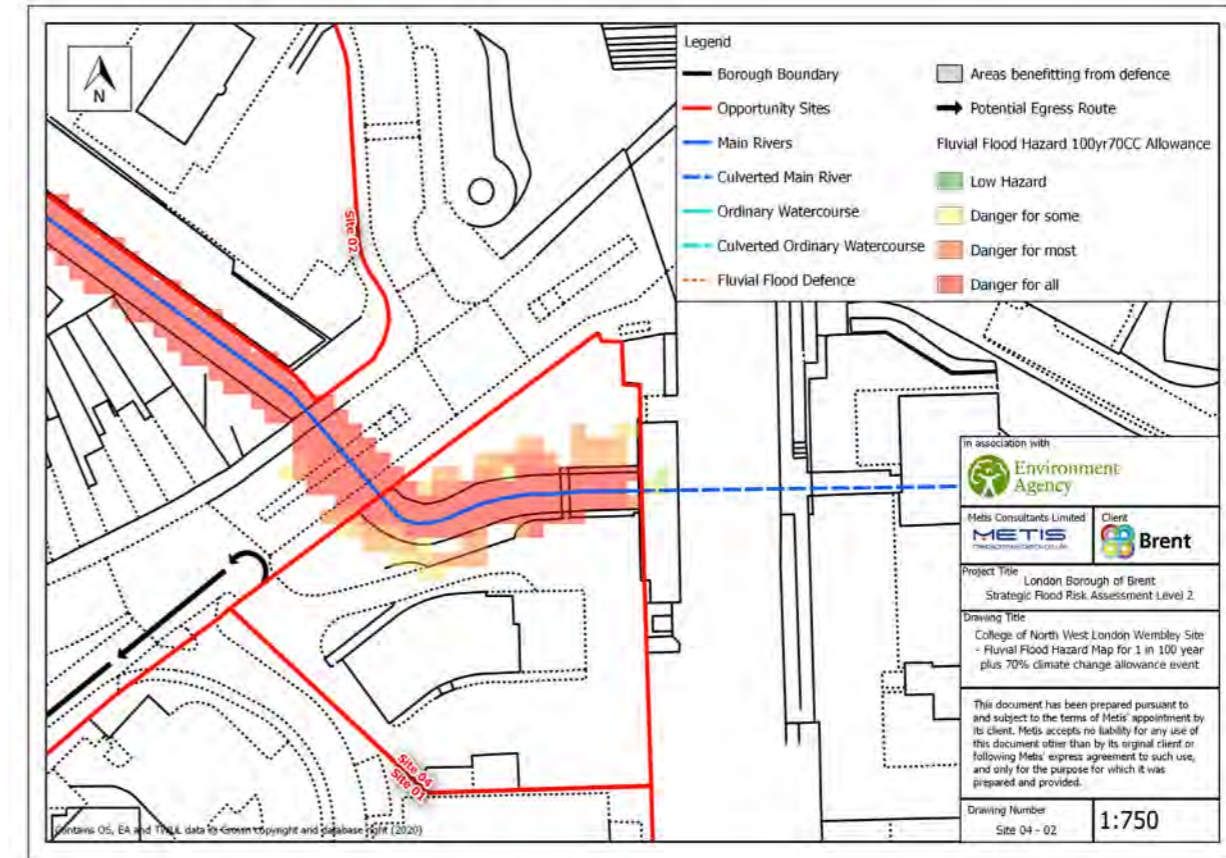 N
Legend
Borough Boundary
Opportunity Sites
Main Rivers
Culverted Main River
Ordinary Watercourse
Culverted Ordinary Watercourse
Fluvial Flood Defence
Areas benefitting from defence
Potential Egress Route
Fluvial Flood Hazard 100yr70CC Allowance
Low Hazard
Danger for some
Danger for most
Danger for all
Site 02
Site 04
Site 01
in association with
Environment
Agency
Metis Consultants Limited
METIS
Client
Brent
Project Title
London Borough of Brent
Strategic Flood Risk Assessment Level 2
Drawing Title
College of North West London Wembley Site
- Fluvial Flood Hazard Map for 1 in 100 year
plus 70% climate change allowance event
This document has been prepared pursuant to
and subject to the terms of Metis' appointment by
its client. Metis accepts no liability for any use of
this document other than by its orginal client or
following Metis' express agreement to such use,
and only for the purpose for which it was
prepared and provided.
Drawing Number
Site 04 - 02
1:750
Contains OS, EA and data © Crown copyright and database right (2020)